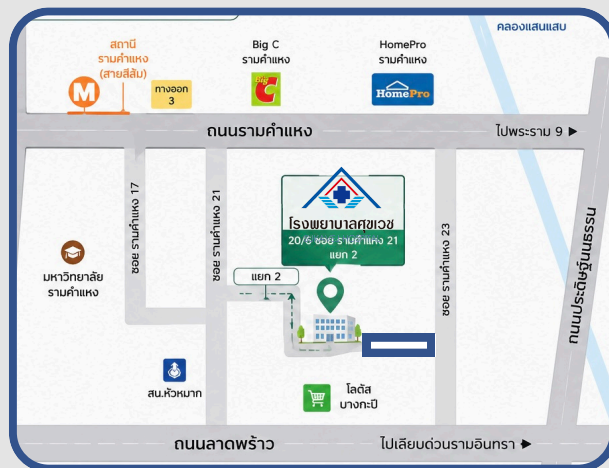 คลองแสนแสบ
สถานี
รามคำแหง
(สายสีส้ม)
M
ทางออก
3
Big C
รามคำแหง
Big
C
HomePro
รามคำแหง
HomePro
ถนนรามคำแหง
ไปพระราม 9
ซอย รามคำแหง 17
ซอย รามคำแหง 21
ซอย รามคำแหง 23
ถนนประดิษฐ์มนูธรรม
โรงพยาบาลศุขเวช
20/6 ซอย รามคำแหง 21
แยก 2
แยก 2
มหาวิทยาลัย
รามคำแหง
สน.หัวหมาก
โลตัส
บางกะปิ
ถนนลาดพร้าว
ไปเลียบด่วนรามอินทรา